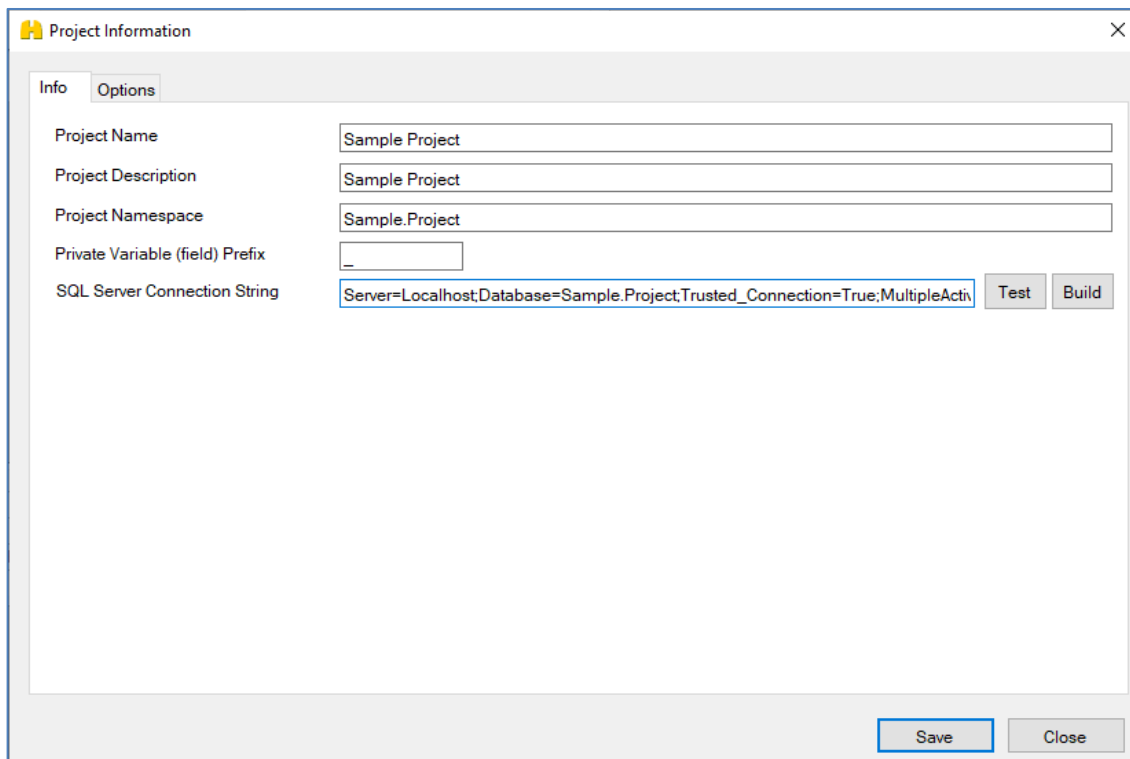 Project Information
Info Options
Project Name Sample Project
Project Description Sample Project
Project Namespace Sample.Project
Private Variable (field) Prefix _
SQL Server Connection String Server=Localhost;Database=Sample.Project;Trusted_Connection=True;MultipleActiv Test Build
Save Close